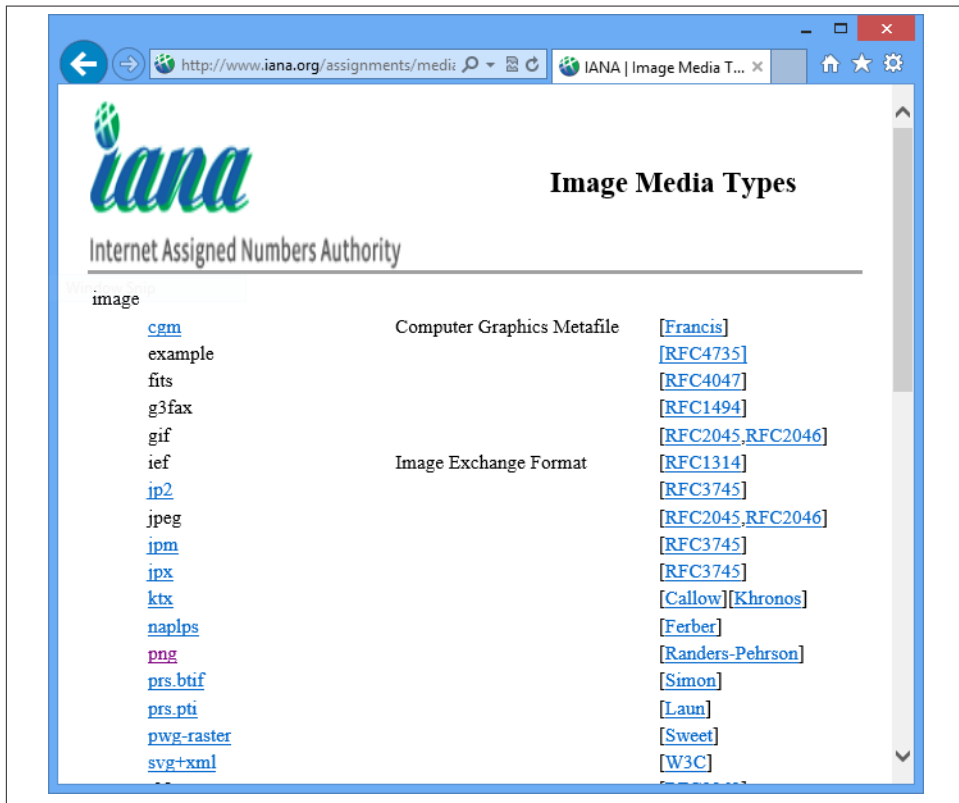 http://www.iana.org/assignments/media
IANA | Image Media T...
iana
Internet Assigned Numbers Authority
Image Media Types
Window Snip
image
cgm Computer Graphics Metafile [Francis]
example [RFC4735]
fits [RFC4047]
g3fax [RFC1494]
gif [RFC2045,RFC2046]
ief Image Exchange Format [RFC1314]
jp2 [RFC3745]
jpeg [RFC2045,RFC2046]
jpm [RFC3745]
jpx [RFC3745]
ktx [Callow][Khronos]
naplps [Ferber]
png [Randers-Pehrson]
prs.btif [Simon]
prs.pti [Laun]
pwg-raster [Sweet]
svg+xml [W3C]